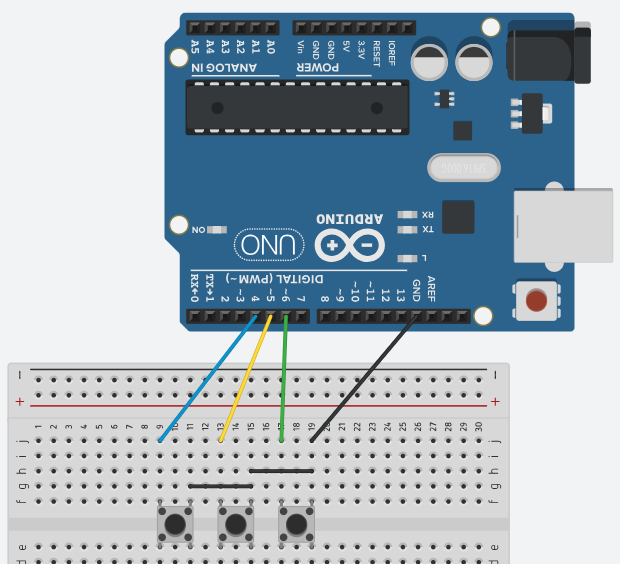 A5 A4 A3 A2 A1 A0
Vin GND GND 5V 3.3V RESET IOREF
ANALOG IN
POWER
RX
TX
ON
UNO
ARDUINO
L
DIGITAL (PWM~)
RX←0 TX→1 2 ~3 4 ~5 ~6 7 8 ~9 ~10 ~11 12 13 GND AREF
− −
+ +
1 2 3 4 5 6 7 8 9 10 11 12 13 14 15 16 17 18 19 20 21 22 23 24 25 26 27 28 29 30
j j
i i
h h
g g
f f
e e
d d